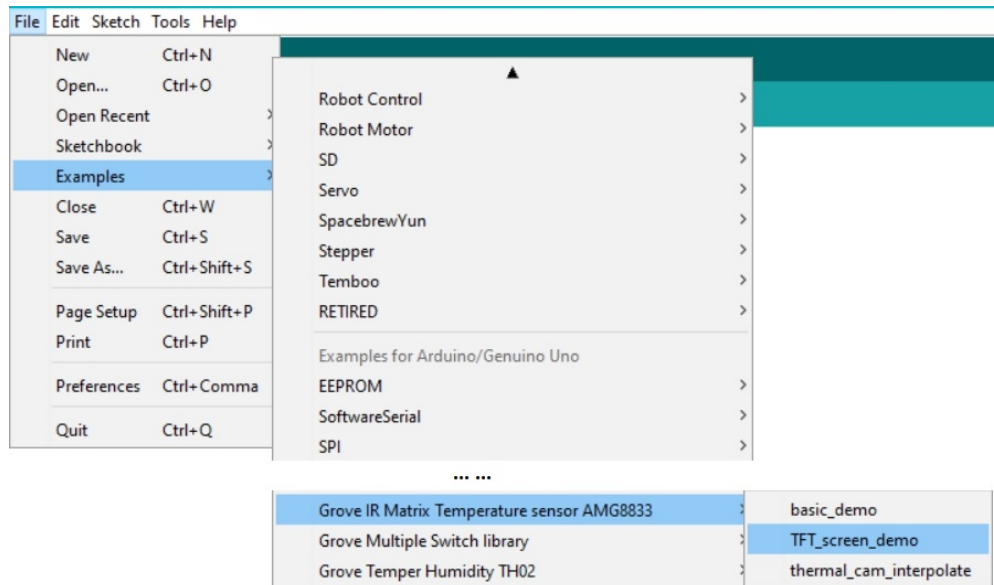 File Edit Sketch Tools Help
New Ctrl+N
Open... Ctrl+O
Open Recent
Sketchbook
Examples
Close Ctrl+W
Save Ctrl+S
Save As... Ctrl+Shift+S
Page Setup Ctrl+Shift+P
Print Ctrl+P
Preferences Ctrl+Comma
Quit Ctrl+Q
Robot Control
Robot Motor
SD
Servo
SpacebrewYun
Stepper
Temboo
RETIRED
Examples for Arduino/Genuino Uno
EEPROM
SoftwareSerial
SPI
... ...
Grove IR Matrix Temperature sensor AMG8833
Grove Multiple Switch library
Grove Temper Humidity TH02
basic_demo
TFT_screen_demo
thermal_cam_interpolate